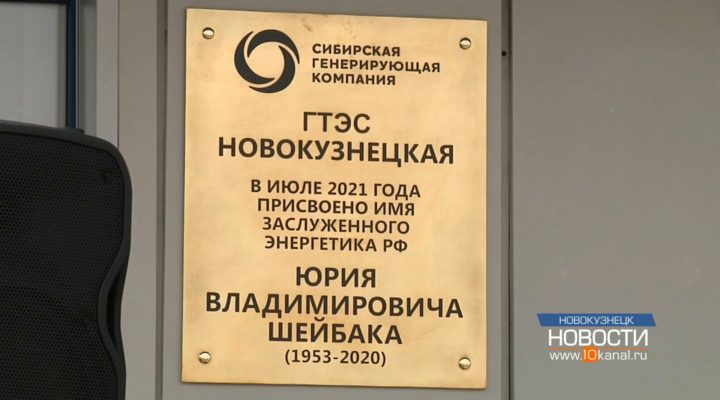 СИБИРСКАЯ
ГЕНЕРИРУЮЩАЯ
КОМПАНИЯ
ГТЭС
НОВОКУЗНЕЦКАЯ
В ИЮЛЕ 2021 ГОДА
ПРИСВОЕНО ИМЯ
ЗАСЛУЖЕННОГО
ЭНЕРГЕТИКА РФ
ЮРИЯ
ВЛАДИМИРОВИЧА
ШЕЙБАКА
(1953-2020)
НОВОКУЗНЕЦК
НОВОСТИ
www.10kanal.ru